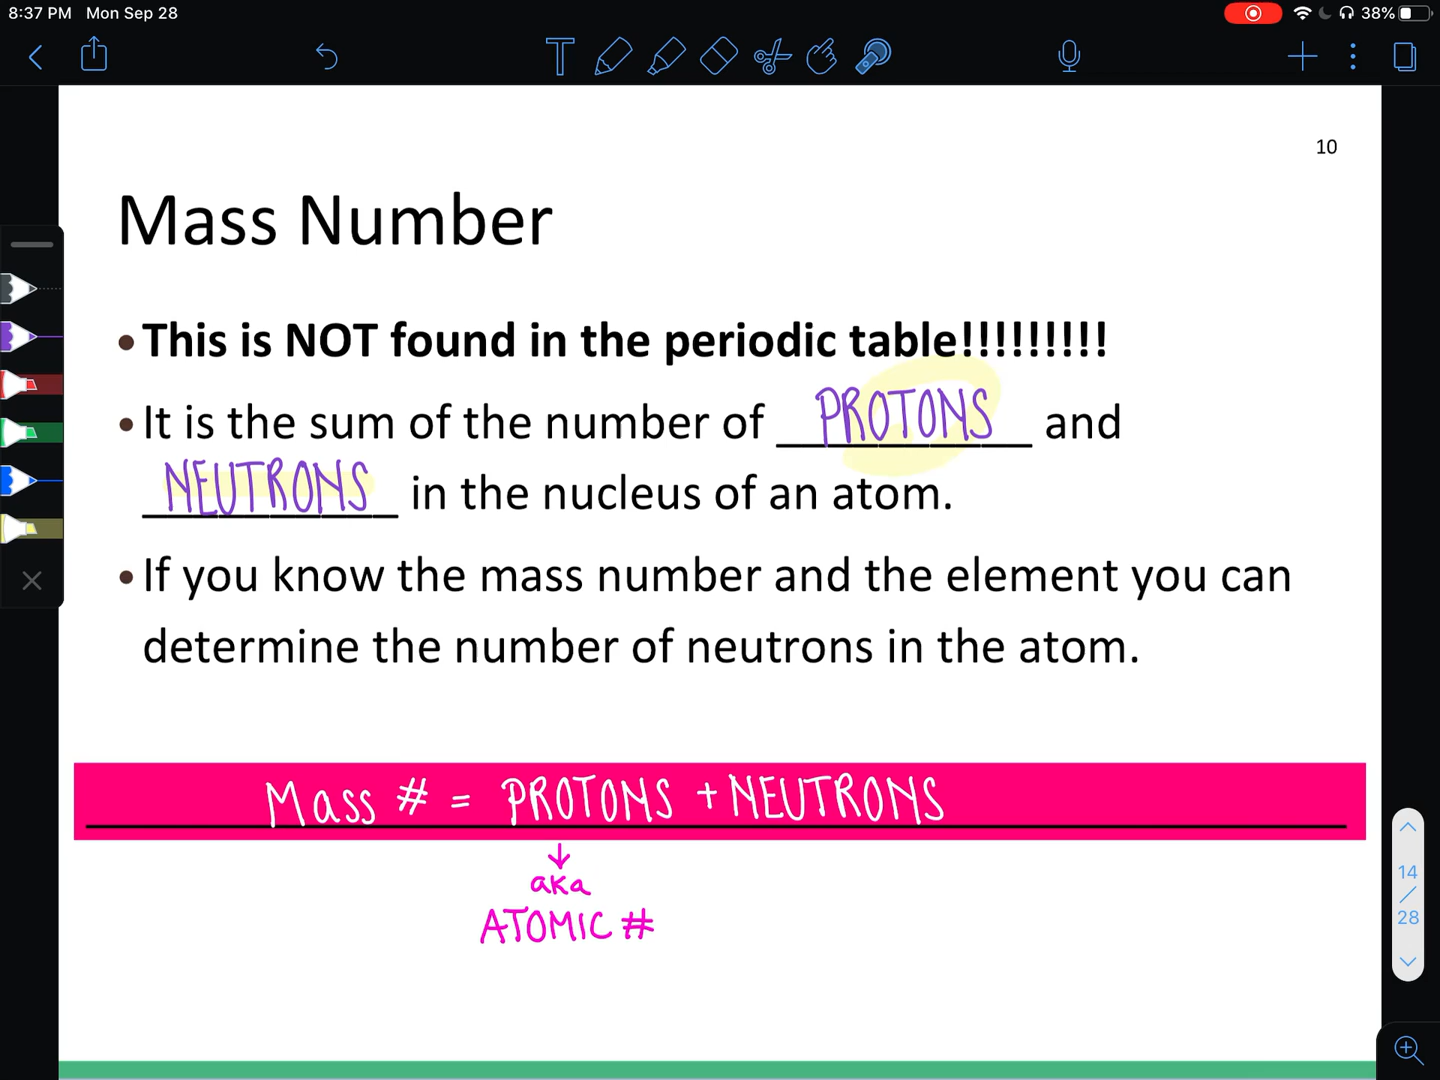 8:37 PM Mon Sep 28
38%
10
Mass Number
• This is NOT found in the periodic table!!!!!!!!!
• It is the sum of the number of PROTONS and
NEUTRONS in the nucleus of an atom.
• If you know the mass number and the element you can
determine the number of neutrons in the atom.
Mass # = PROTONS + NEUTRONS
↓
aka
ATOMIC #
14
/
28